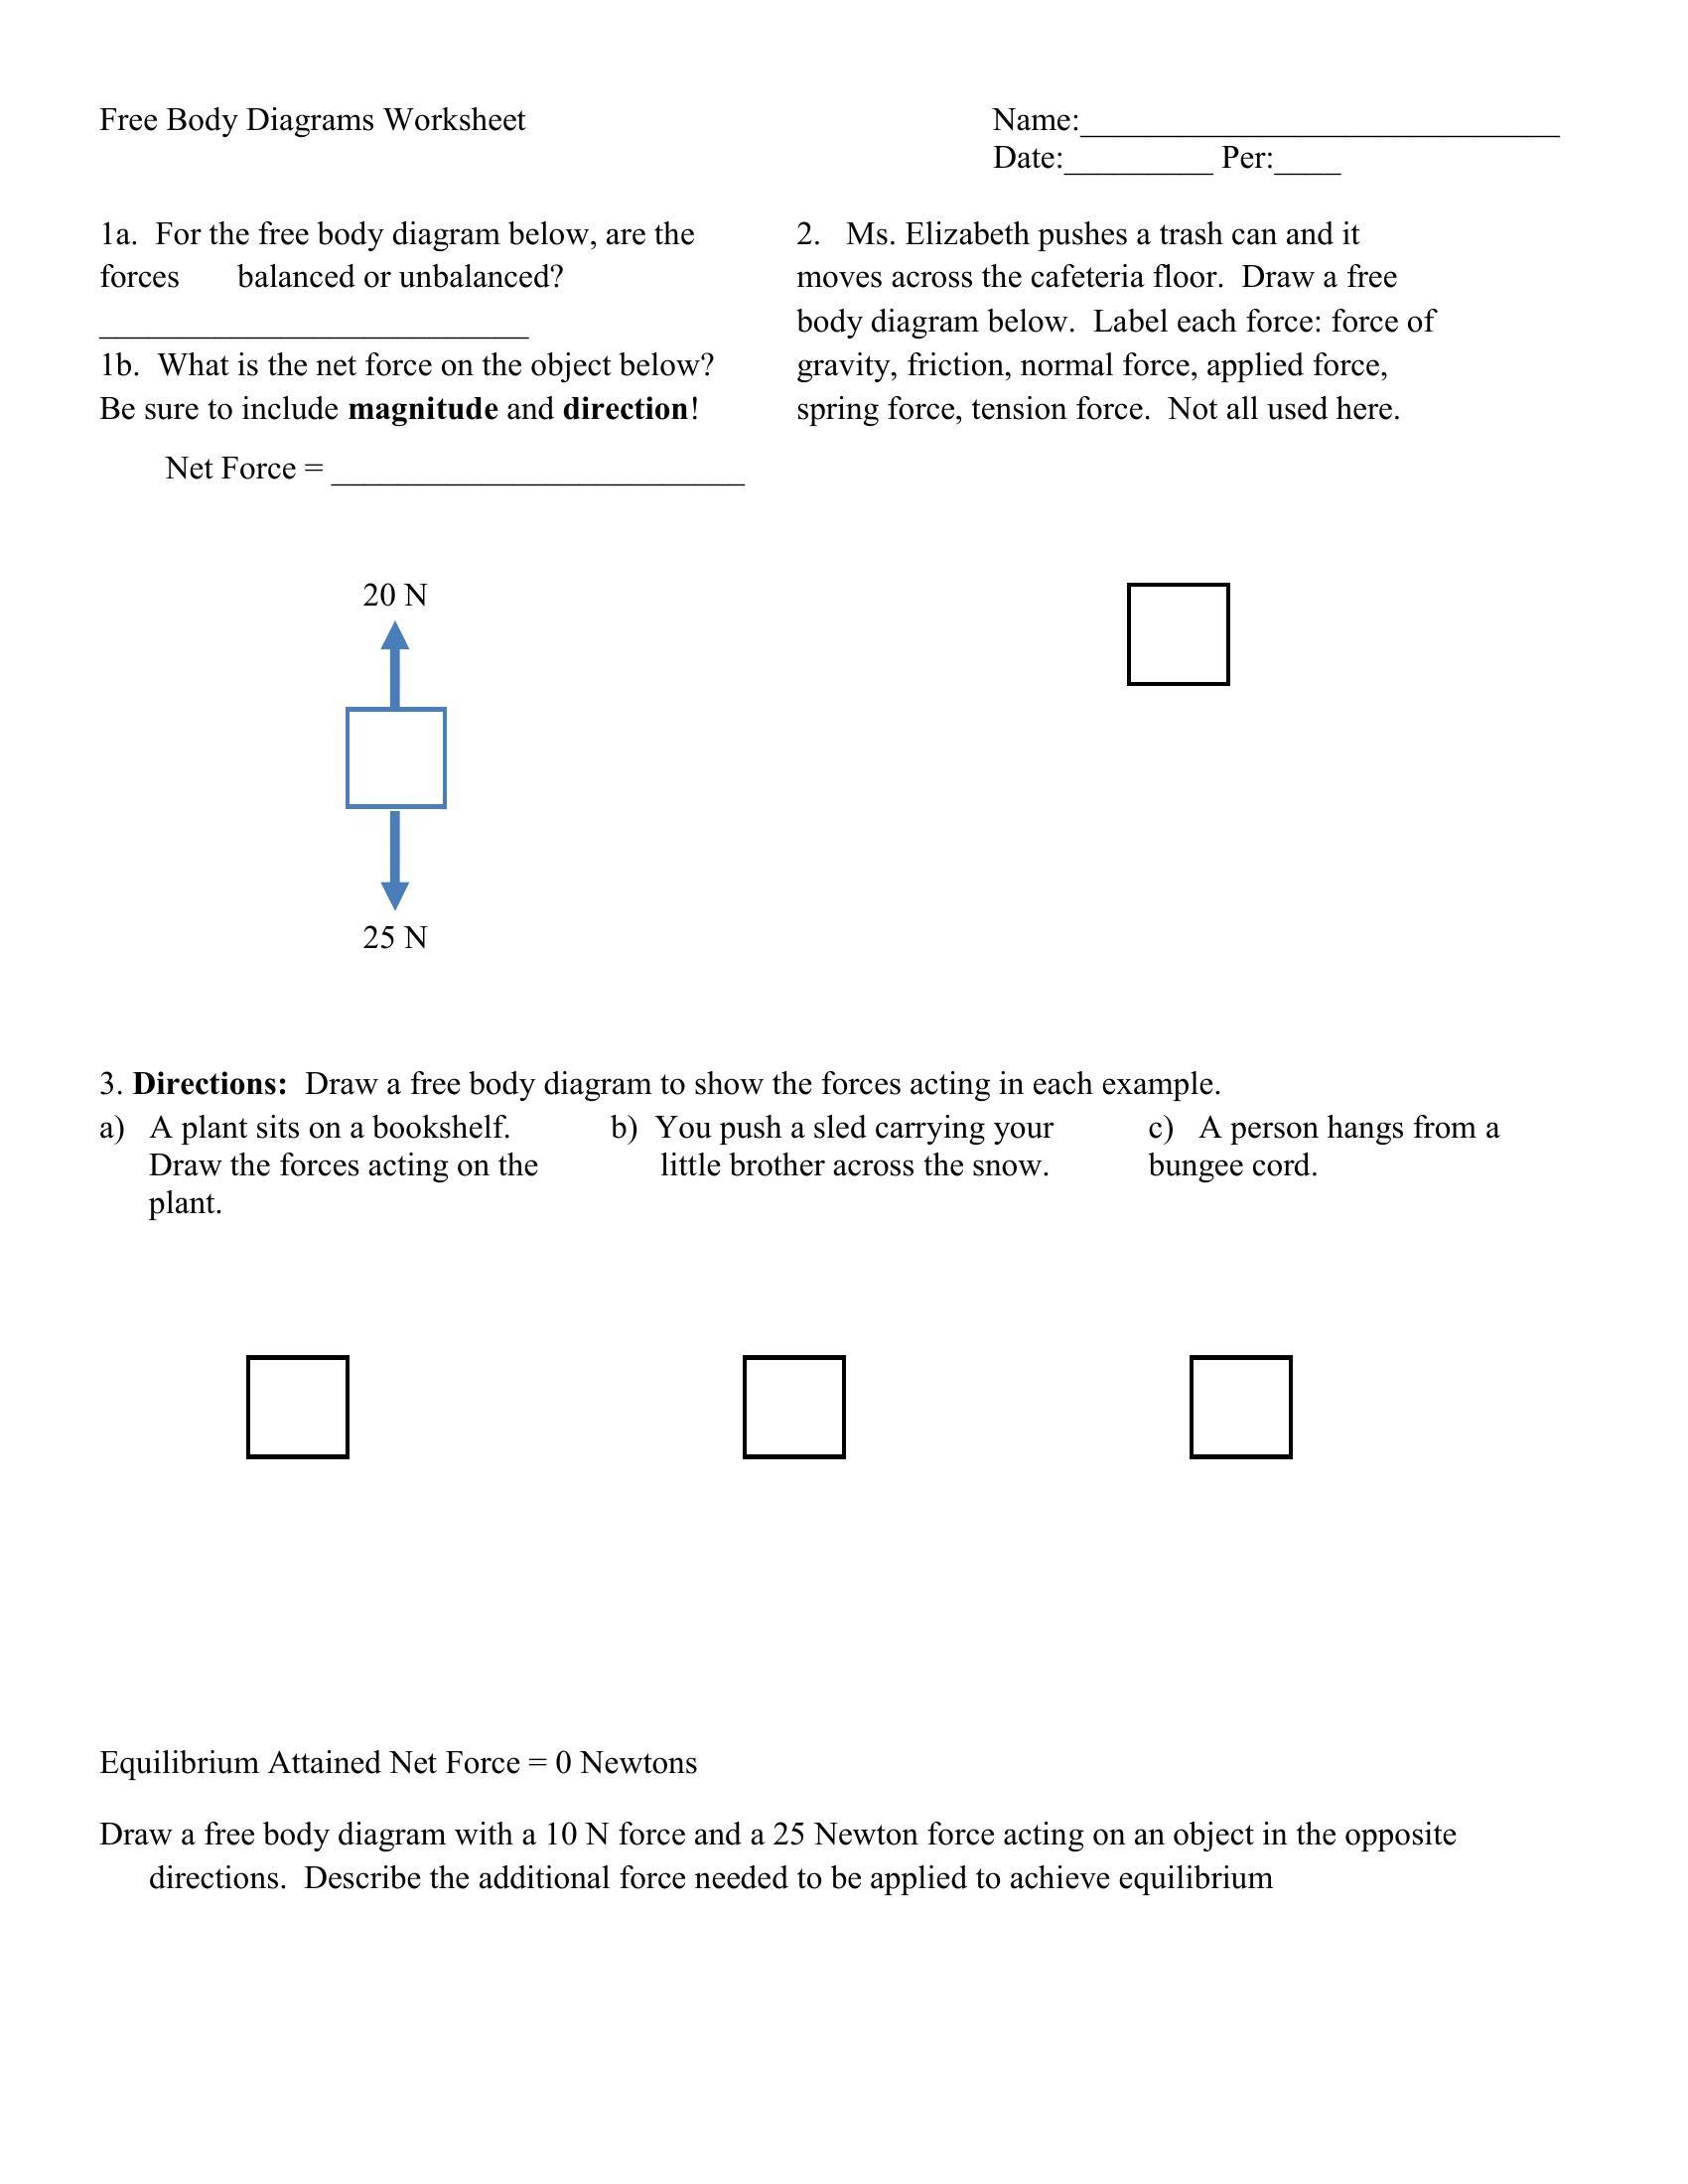 Free Body Diagrams Worksheet
Name:_____________________________
Date:_________ Per:____
1a.  For the free body diagram below, are the
forces balanced or unbalanced?
__________________________
1b.  What is the net force on the object below?
Be sure to include magnitude and direction!
Net Force = _________________________
20 N
25 N
2.   Ms. Elizabeth pushes a trash can and it
moves across the cafeteria floor.  Draw a free
body diagram below.  Label each force: force of
gravity, friction, normal force, applied force,
spring force, tension force.  Not all used here.
3. Directions:  Draw a free body diagram to show the forces acting in each example.
a)   A plant sits on a bookshelf.
Draw the forces acting on the
plant.
b)  You push a sled carrying your
little brother across the snow.
c)   A person hangs from a
bungee cord.
Equilibrium Attained Net Force = 0 Newtons
Draw a free body diagram with a 10 N force and a 25 Newton force acting on an object in the opposite
directions.  Describe the additional force needed to be applied to achieve equilibrium